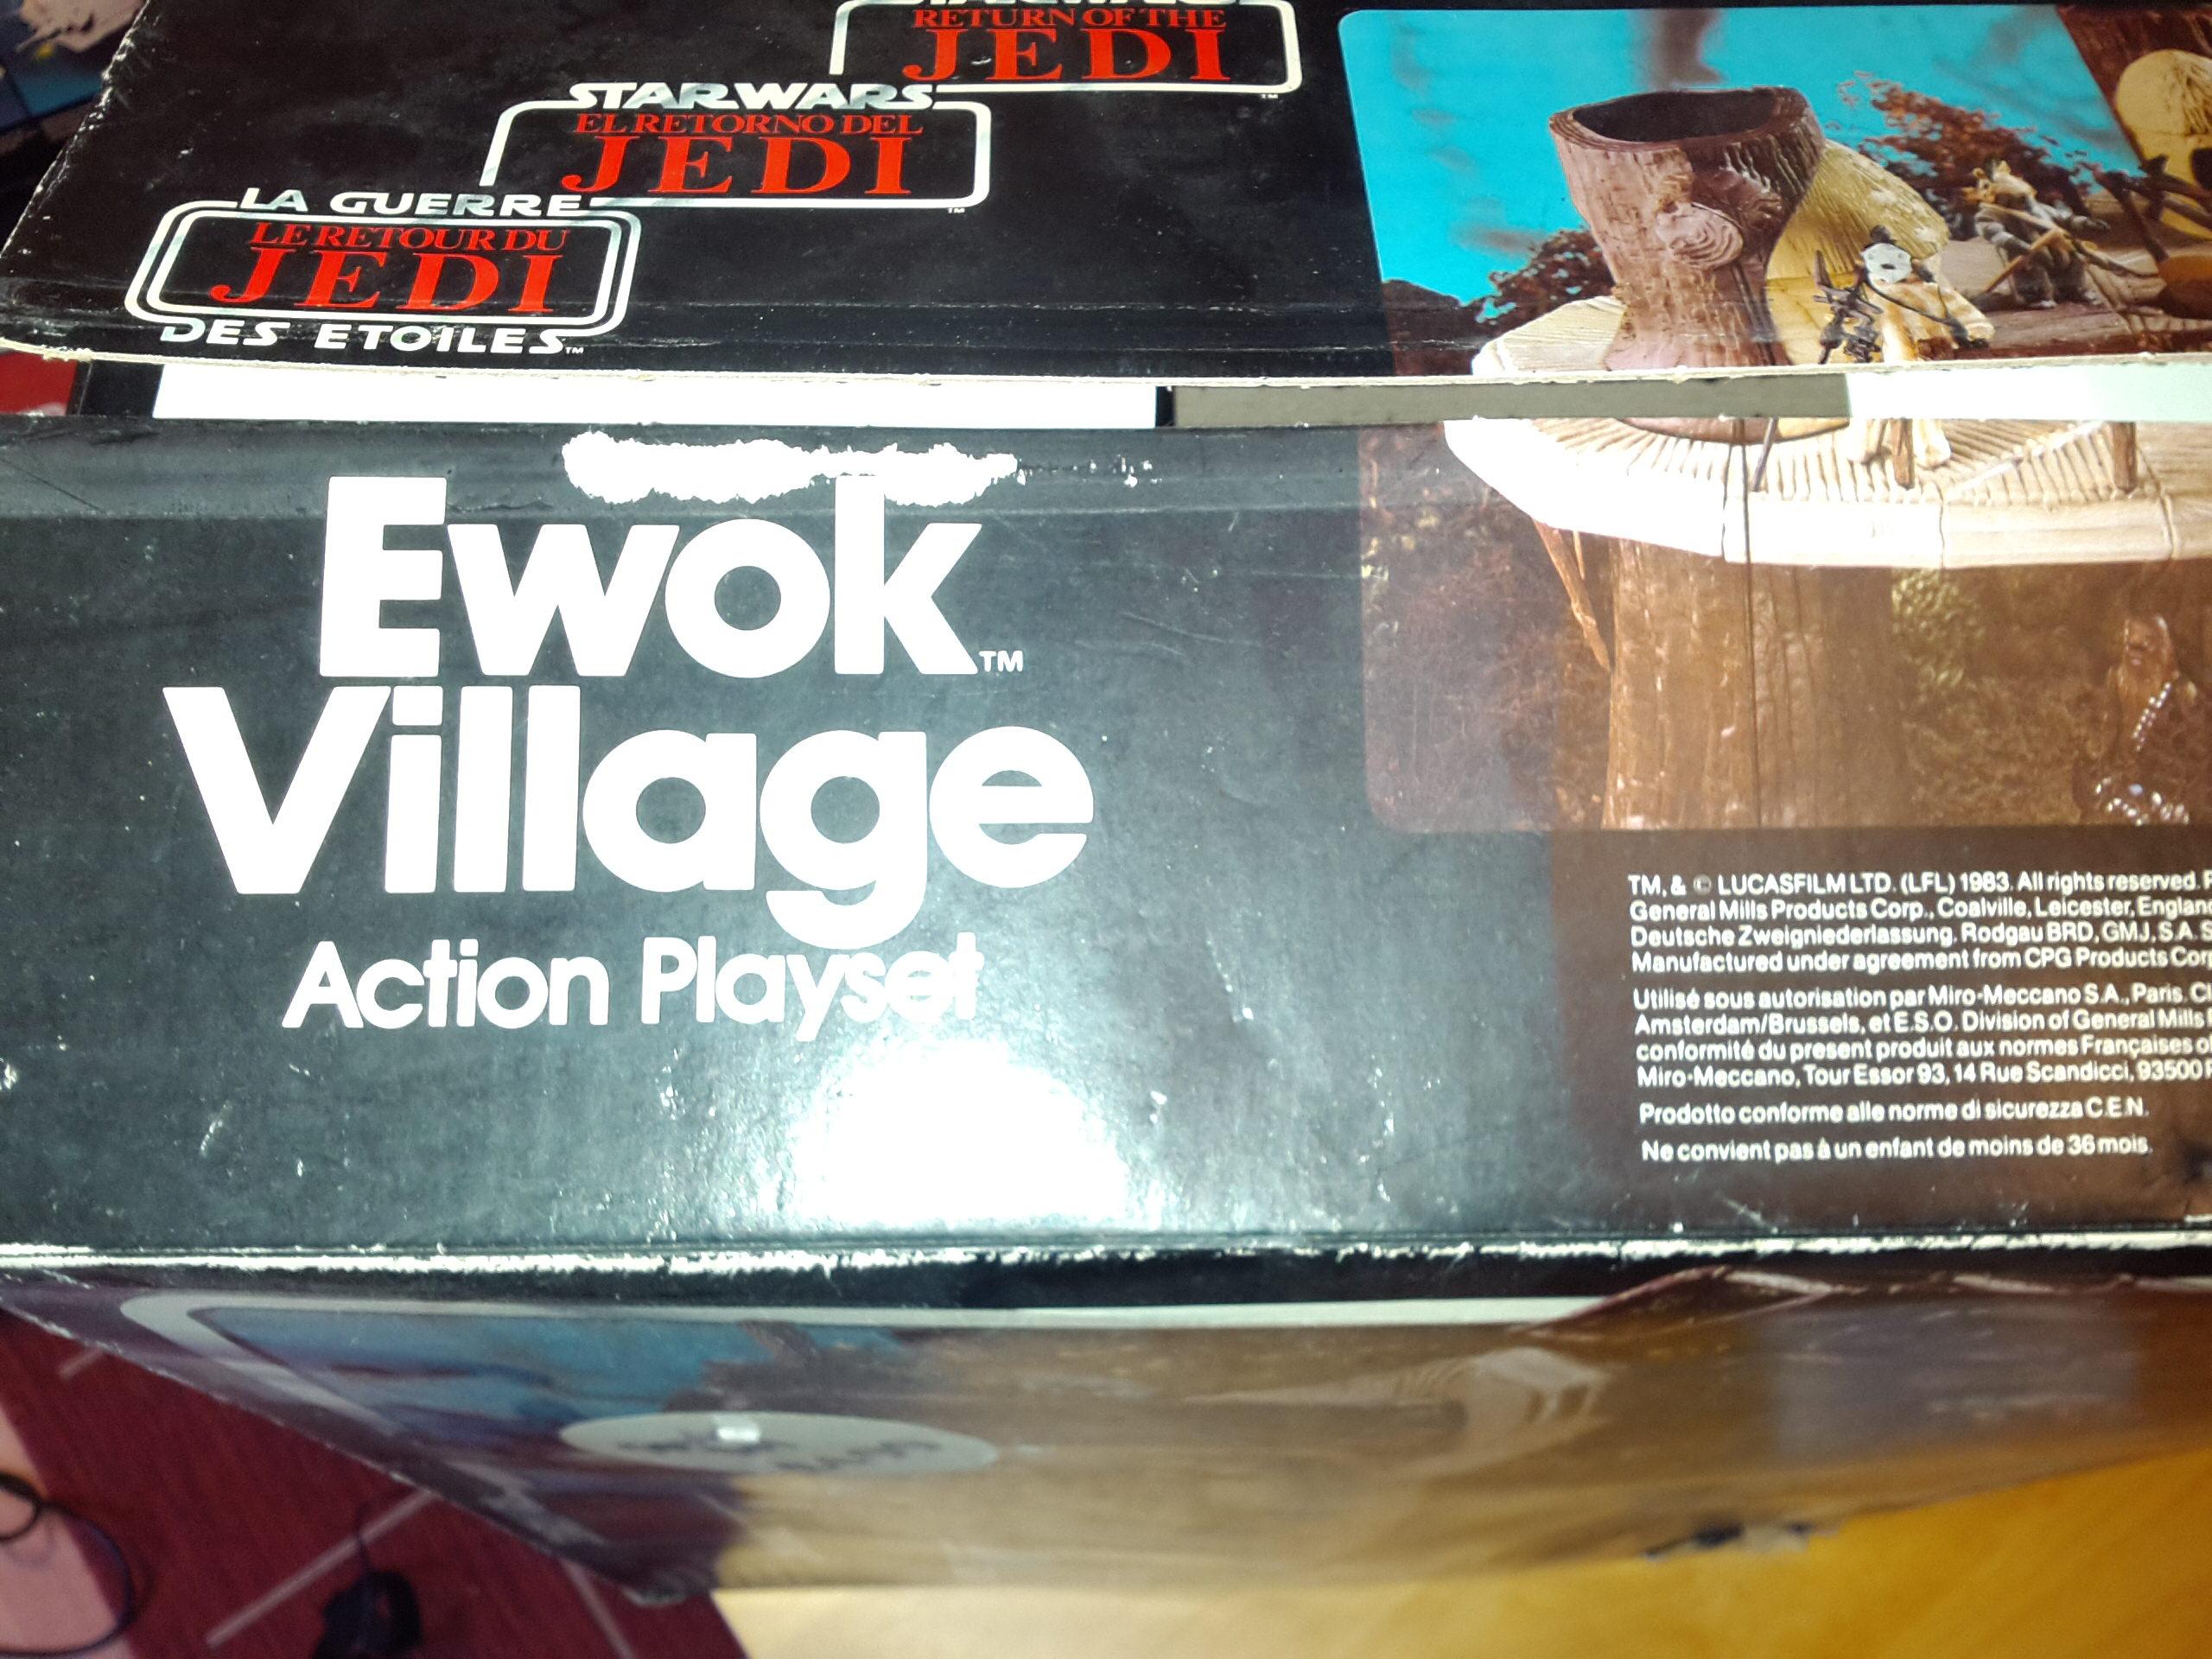 RETURN OF THE
JEDI
TM
STAR WARS
EL RETORNO DEL
JEDI
TM
LA GUERRE
LE RETOUR DU
JEDI
DES ETOILES TM
Ewok TM
Village
Action Playset
TM, & © LUCASFILM LTD. (LFL) 1983. All rights reserved.
General Mills Products Corp., Coalville, Leicester, England
Deutsche Zweigniederlassung, Rodgau BRD, GMJ, S.A.
Manufactured under agreement from CPG Products
Utilisé sous autorisation par Miro-Meccano S.A., Paris.
Amsterdam/Brussels, et E.S.O. Division of General Mills
conformité du present produit aux normes Françaises
Miro-Meccano, Tour Essor 93, 14 Rue Scandicci, 93500
Prodotto conforme alle norme di sicurezza C.E.N.
Ne convient pas à un enfant de moins de 36 mois.